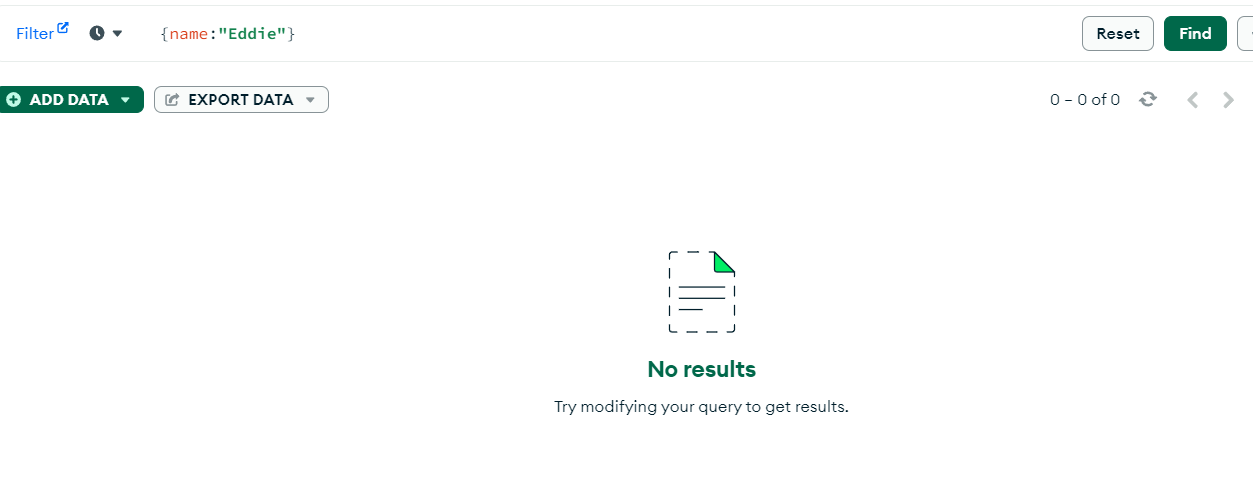 Filter {name:"Eddie"} Reset Find
ADD DATA EXPORT DATA 0 – 0 of 0
No results
Try modifying your query to get results.